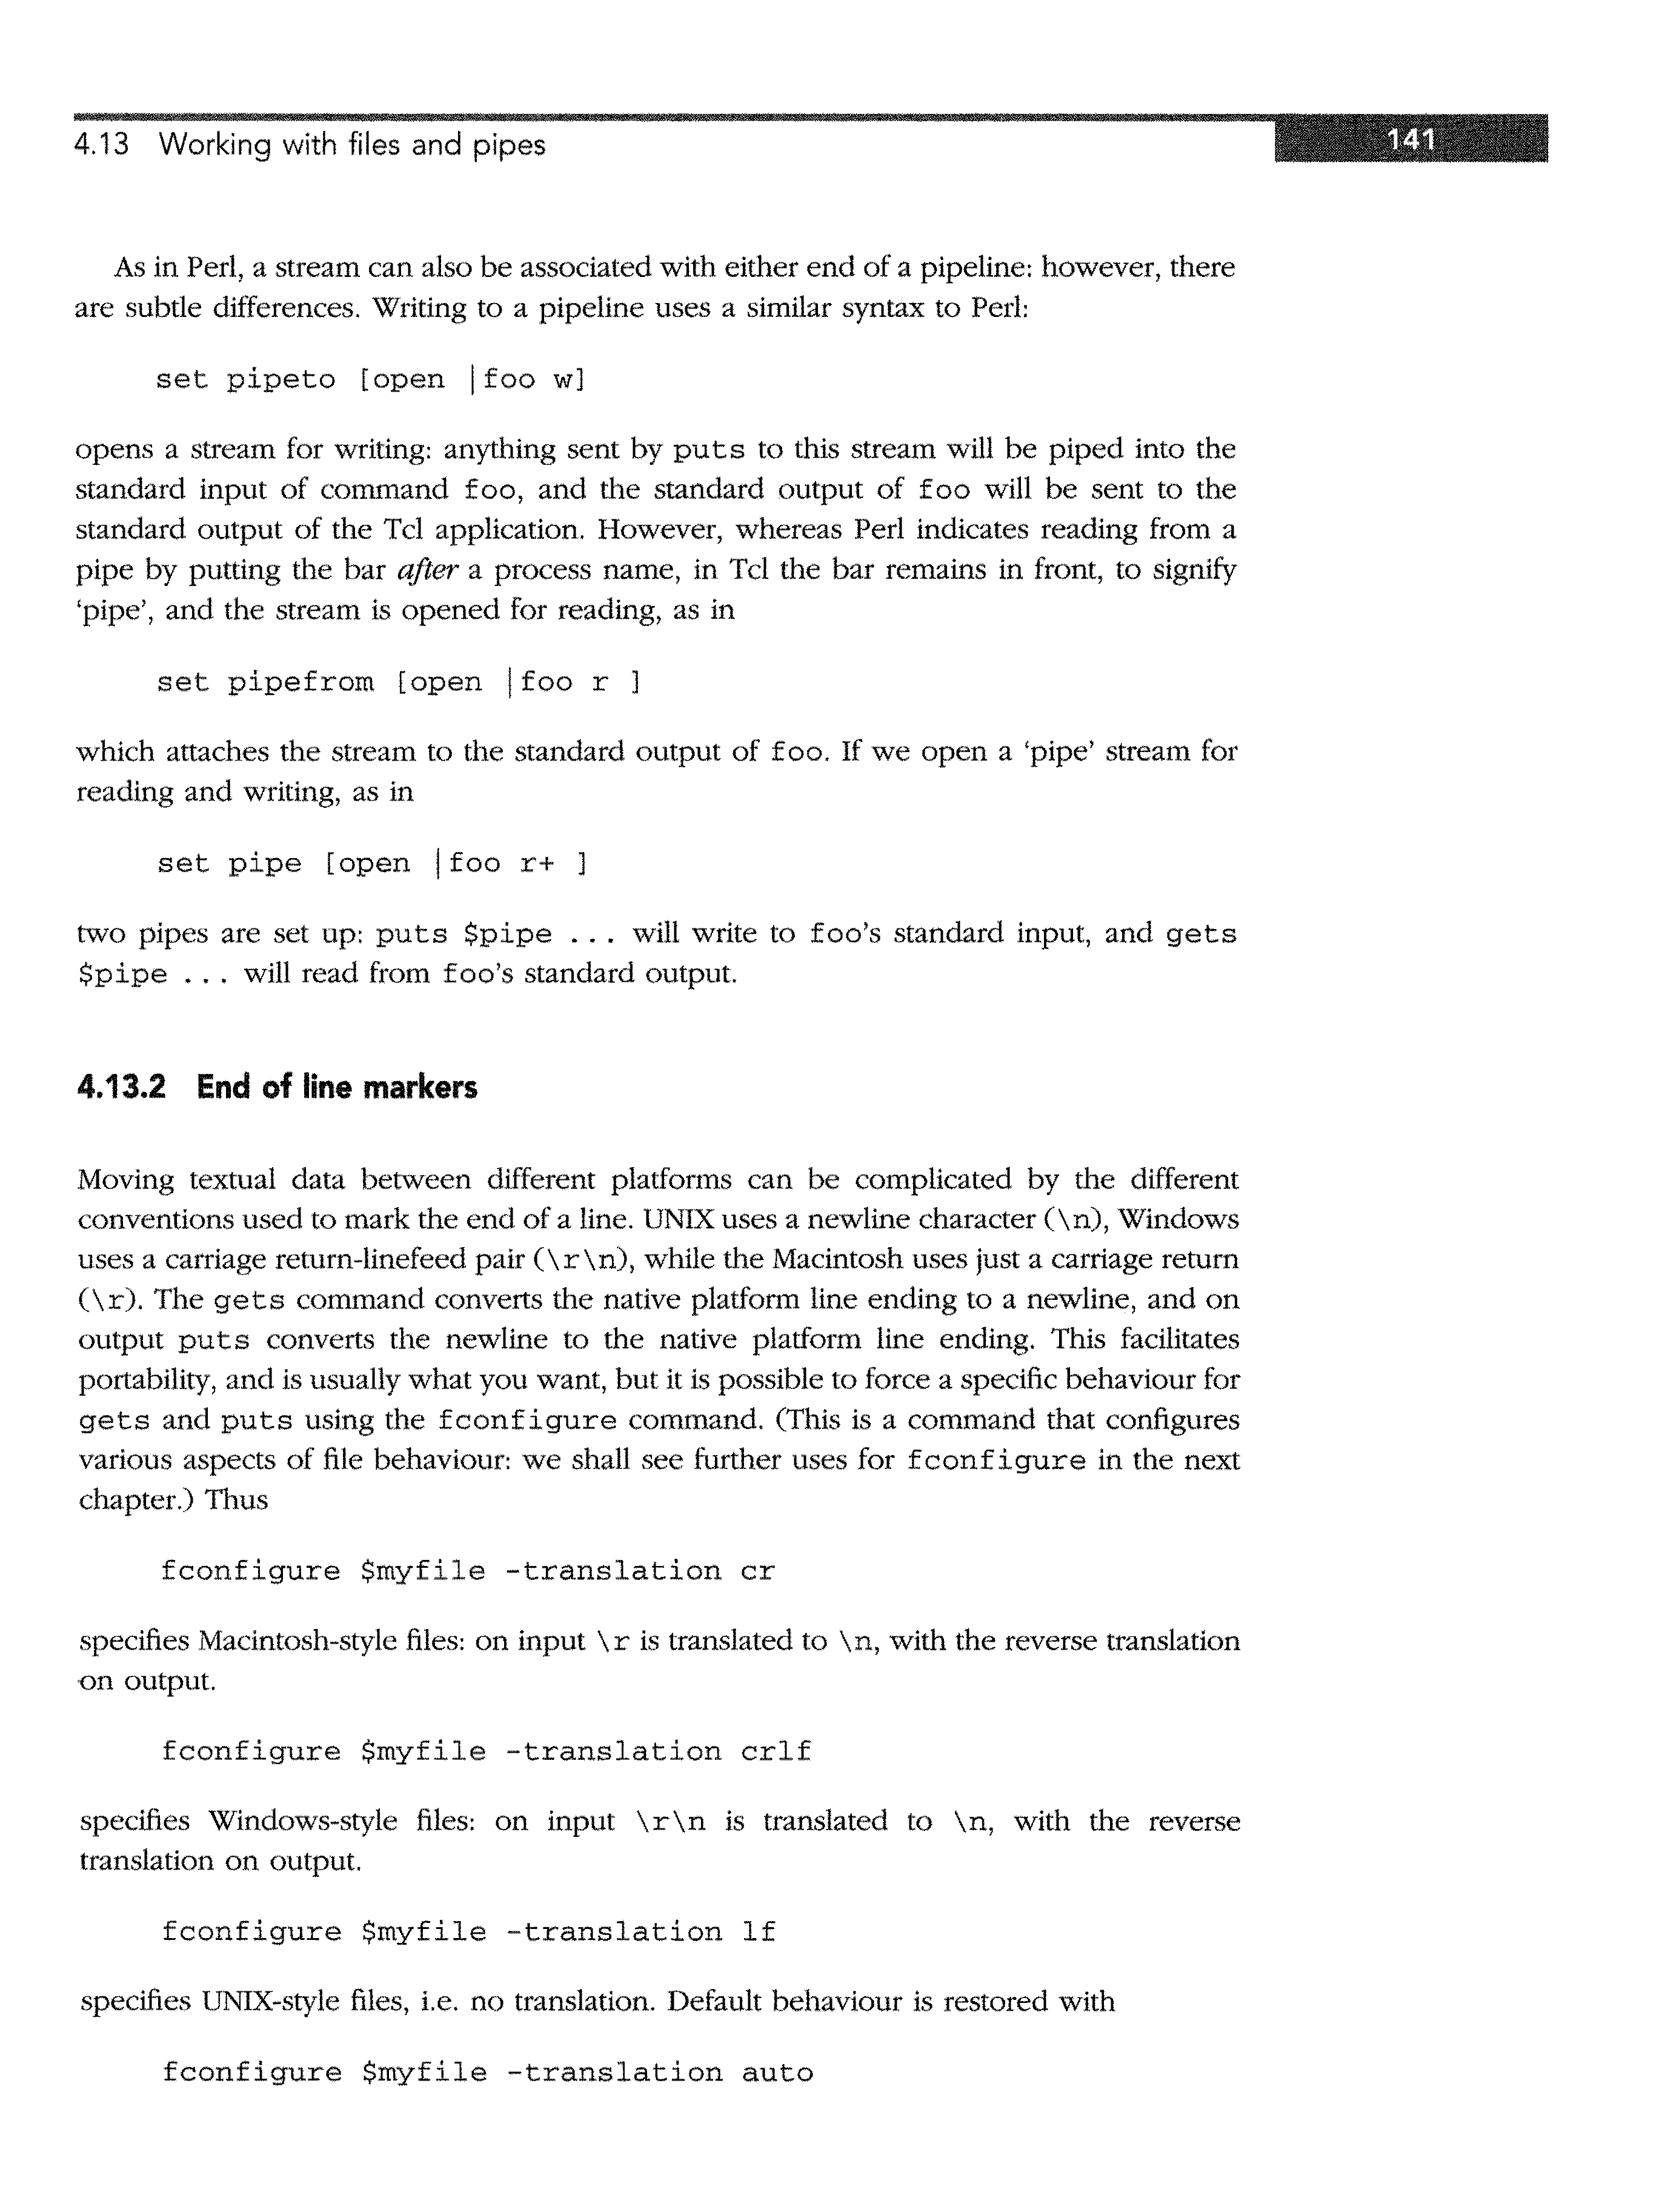 4.13 Working with files and pipes 141
As in Perl, a stream can also be associated with either end of a pipeline: however, there
are subtle differences. Writing to a pipeline uses a similar syntax to Perl:
set pipeto [open |foo w]
opens a stream for writing: anything sent by puts to this stream will be piped into the
standard input of command foo, and the standard output of foo will be sent to the
standard output of the Tcl application. However, whereas Perl indicates reading from a
pipe by putting the bar after a process name, in Tcl the bar remains in front, to signify
‘pipe’, and the stream is opened for reading, as in
set pipefrom [open |foo r ]
which attaches the stream to the standard output of foo. If we open a ‘pipe’ stream for
reading and writing, as in
set pipe [open |foo r+ ]
two pipes are set up: puts $pipe ... will write to foo’s standard input, and gets
$pipe ... will read from foo’s standard output.
4.13.2 End of line markers
Moving textual data between different platforms can be complicated by the different
conventions used to mark the end of a line. UNIX uses a newline character (\n), Windows
uses a carriage return-linefeed pair (\r\n), while the Macintosh uses just a carriage return
(\r). The gets command converts the native platform line ending to a newline, and on
output puts converts the newline to the native platform line ending. This facilitates
portability, and is usually what you want, but it is possible to force a specific behaviour for
gets and puts using the fconfigure command. (This is a command that configures
various aspects of file behaviour: we shall see further uses for fconfigure in the next
chapter.) Thus
fconfigure $myfile -translation cr
specifies Macintosh-style files: on input \r is translated to \n, with the reverse translation
on output.
fconfigure $myfile -translation crlf
specifies Windows-style files: on input \r\n is translated to \n, with the reverse
translation on output.
fconfigure $myfile -translation lf
specifies UNIX-style files, i.e. no translation. Default behaviour is restored with
fconfigure $myfile -translation auto